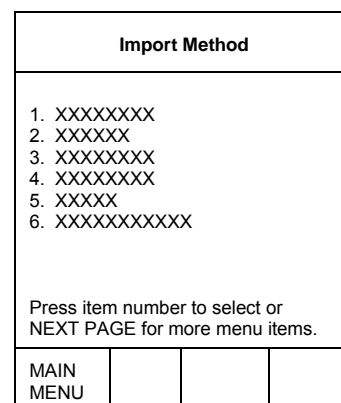 Import Method
1. XXXXXXXX
2. XXXXXX
3. XXXXXXXX
4. XXXXXXXX
5. XXXXX
6. XXXXXXXXXXX
Press item number to select or
NEXT PAGE for more menu items.
MAIN
MENU